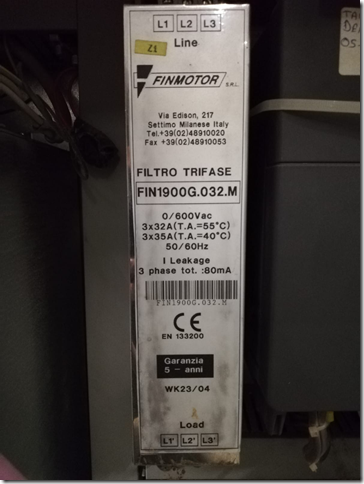 L1 L2 L3
Line
17
FINMOTOR S.R.L.
Via Edison, 217
Settimo Milanese Italy
Tel.+39(02)48910020
Fax +39(02)48910053
FILTRO TRIFASE
FIN1900G.032.M
0/600Vac
3x32A(T.A.=55°C)
3x35A(T.A.=40°C)
50/60Hz
I Leakage
3 phase tot. :80mA
FIN1900G.032.M
CE
EN 133200
Garanzia
5 - anni
WK23/04
Load
L1' L2' L3'